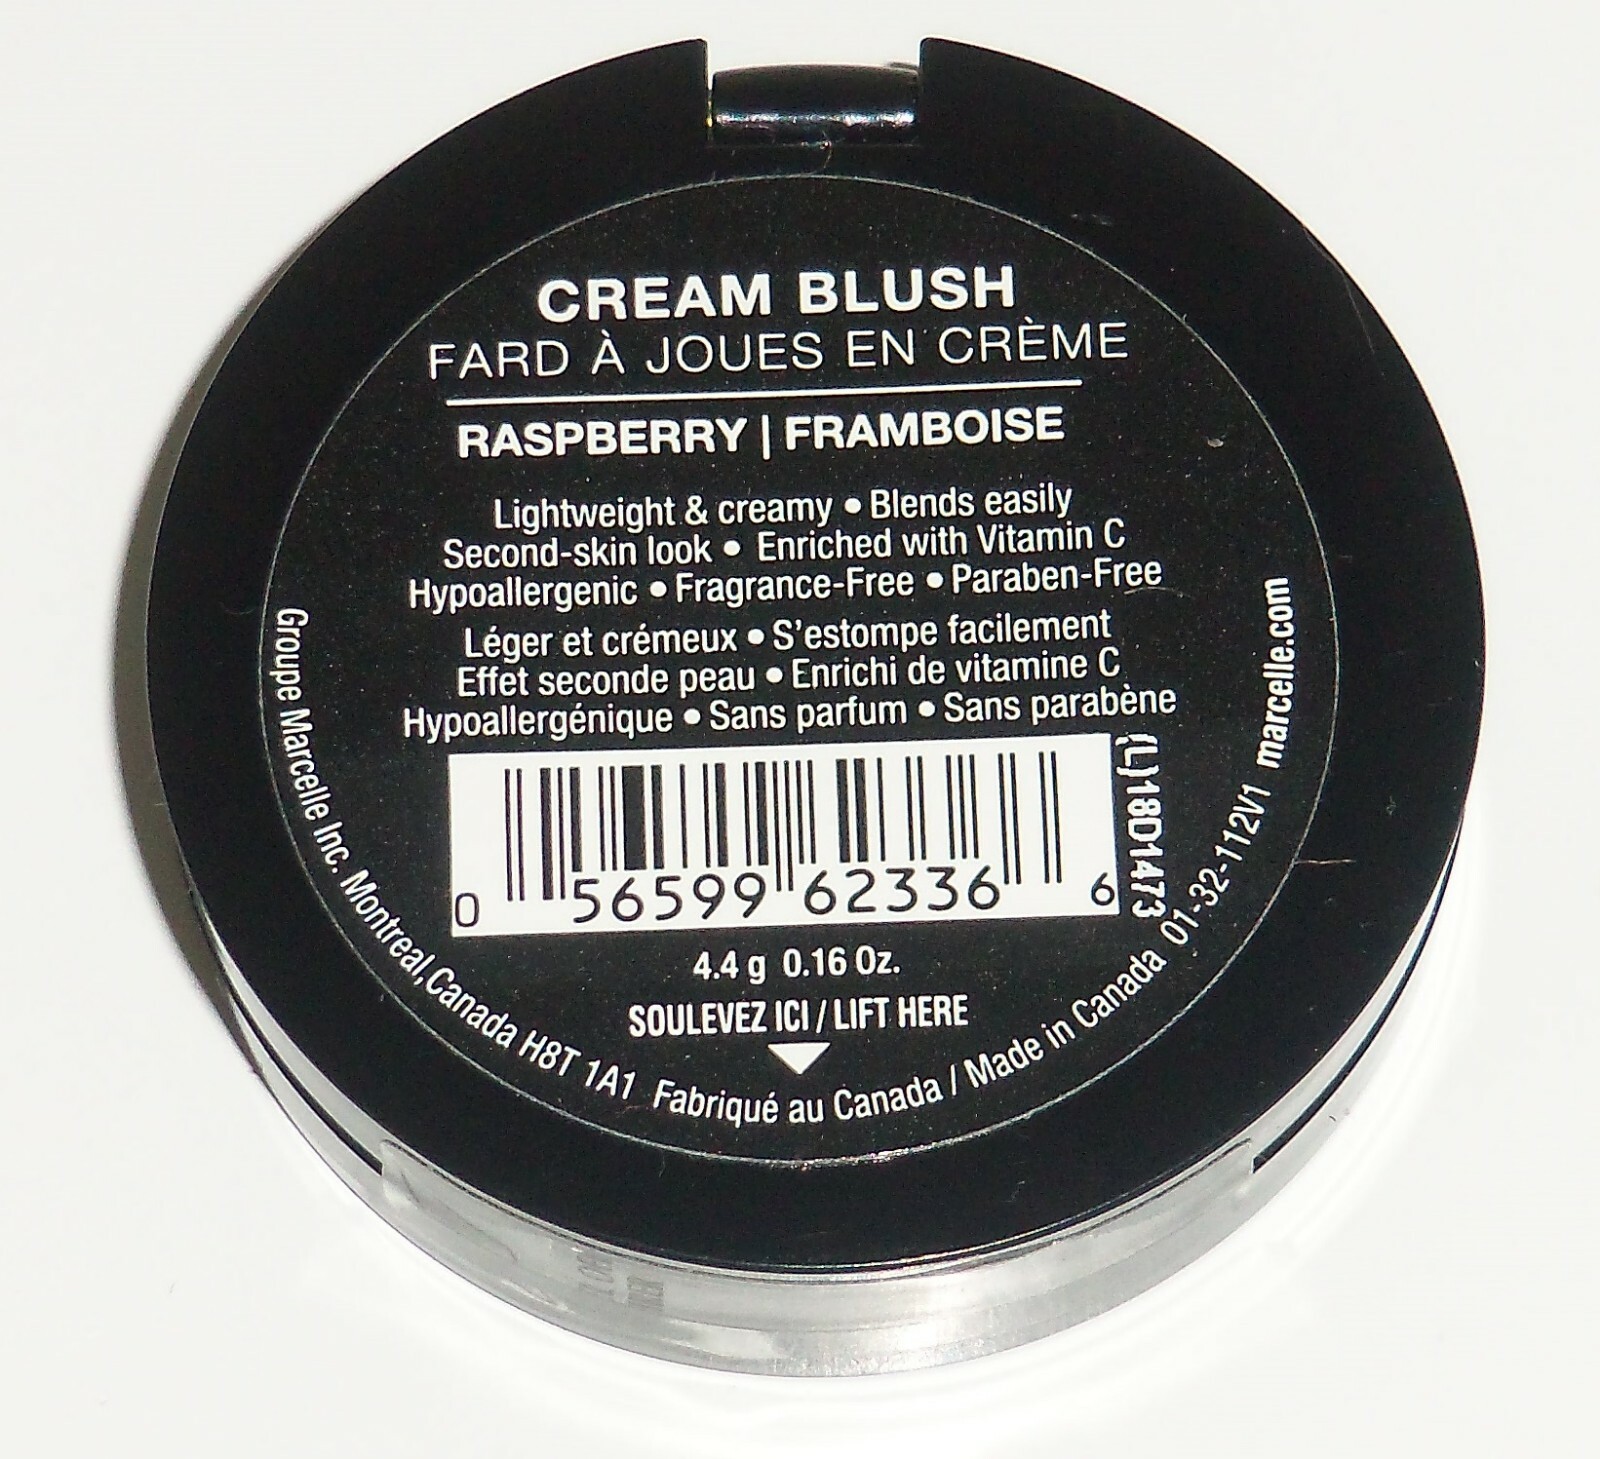 CREAM BLUSH
FARD À JOUES EN CRÈME
RASPBERRY | FRAMBOISE
Lightweight & creamy • Blends easily
Second-skin look • Enriched with Vitamin C
Hypoallergenic • Fragrance-Free • Paraben-Free
Léger et crémeux • S'estompe facilement
Effet seconde peau • Enrichi de vitamine C
Hypoallergénique • Sans parfum • Sans parabène
0 56599 62336 6
(L)18D1473
4.4 g 0.16 Oz.
SOULEVEZ ICI / LIFT HERE
Groupe Marcelle Inc. Montreal, Canada H8T 1A1 Fabriqué au Canada / Made in Canada 01-32-112V1 marcelle.com